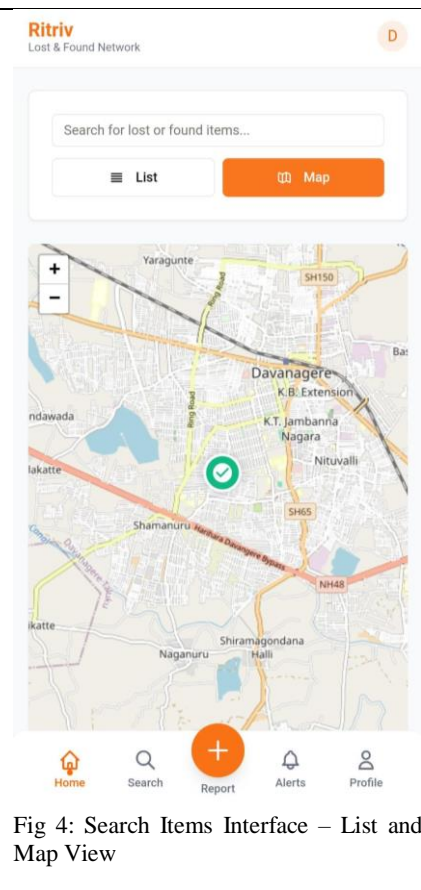 Ritriv
Lost & Found Network
D
Search for lost or found items...
List
Map
+
−
Yaragunte
SH150
Ring Road
Davanagere
K.B. Extension
K.T. Jambanna
Nagara
Ring Road
ndawada
Nituvalli
lakatte
SH65
Shamanuru
Harihara Davangere Bypass
NH48
Davanagere
ikatte
Shiramagondana
Halli
Naganuru
Home
Search
Report
Alerts
Profile
Fig 4: Search Items Interface – List and
Map View